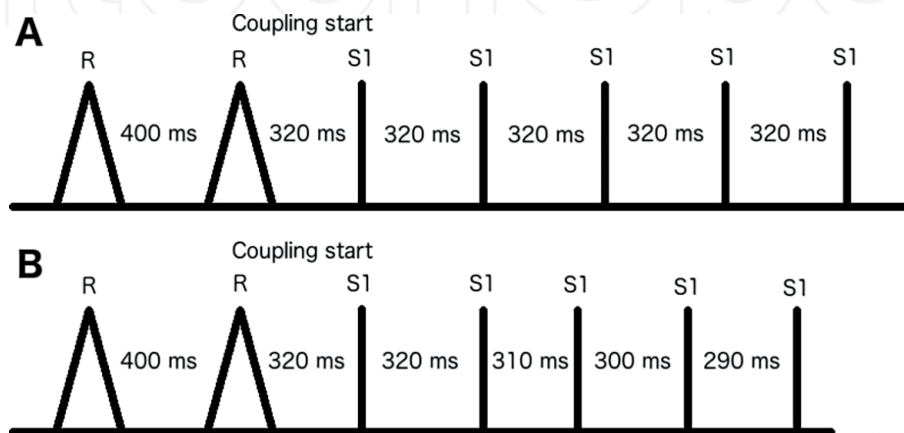 Coupling start
A
R R S1 S1 S1 S1 S1
400 ms 320 ms 320 ms 320 ms 320 ms 320 ms
Coupling start
B
R R S1 S1 S1 S1 S1
400 ms 320 ms 320 ms 310 ms 300 ms 290 ms